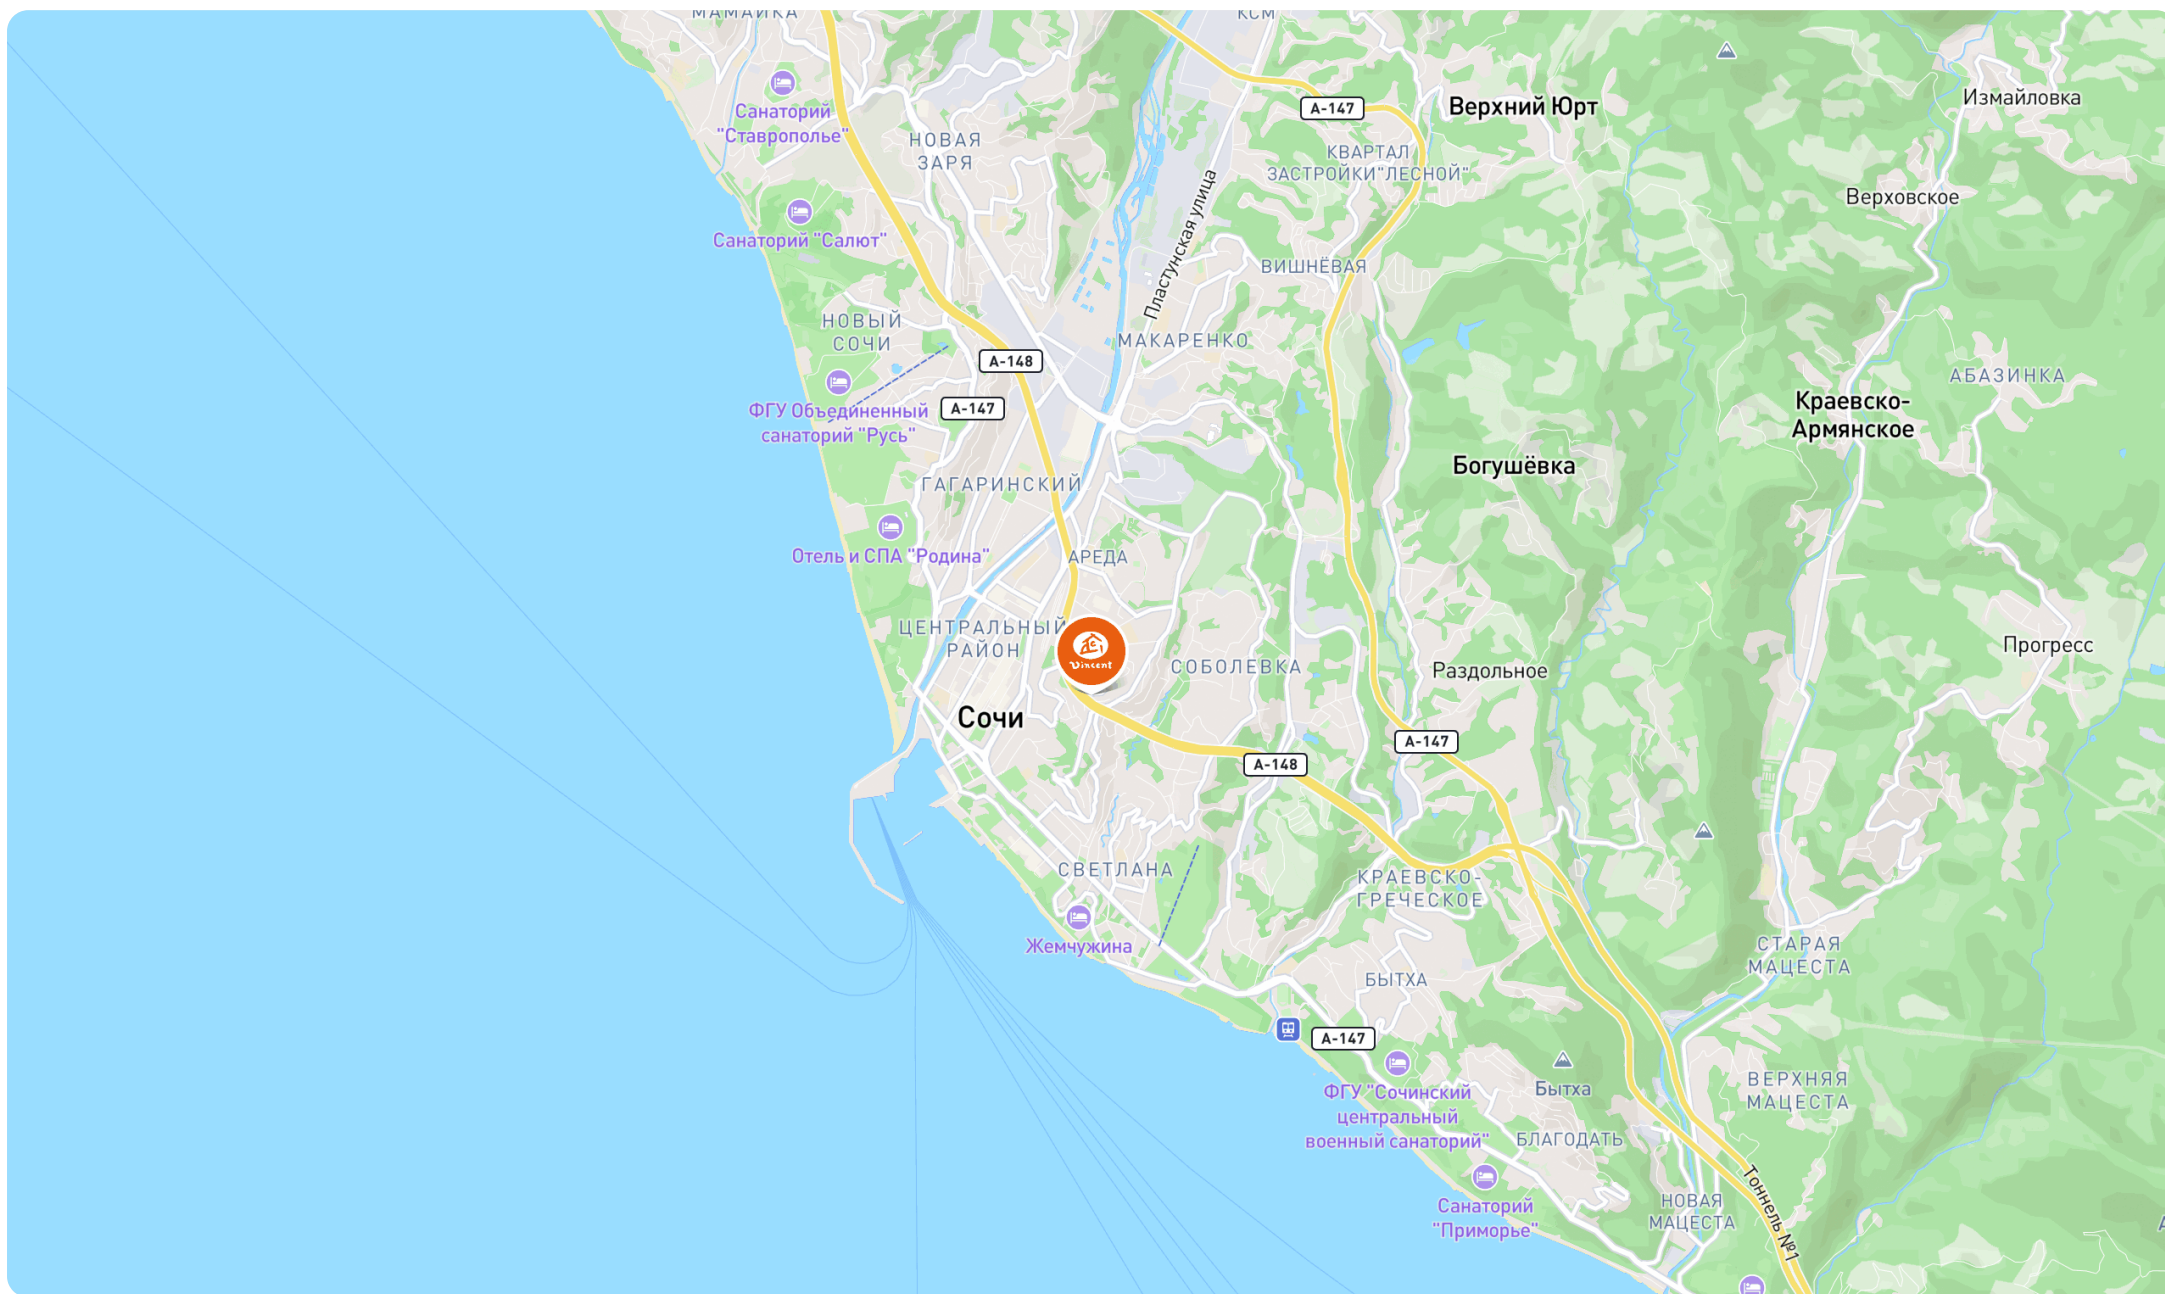 МАМАЙКА
КСМ
Санаторий
"Ставрополье"
А-147
Верхний Юрт
Измайловка
НОВАЯ
ЗАРЯ
КВАРТАЛ
ЗАСТРОЙКИ"ЛЕСНОЙ"
Верховское
Санаторий "Салют"
Пластунская улица
ВИШНЁВАЯ
НОВЫЙ
СОЧИ
МАКАРЕНКО
А-148
АБАЗИНКА
А-147
ФГУ Объединенный
санаторий "Русь"
Краевско-
Армянское
Богушёвка
ГАГАРИНСКИЙ
Отель и СПА "Родина"
АРЕДА
ЦЕНТРАЛЬНЫЙ
РАЙОН
Vincent
СОБОЛЕВКА
Раздольное
Прогресс
Сочи
А-147
А-148
СВЕТЛАНА
КРАЕВСКО-
ГРЕЧЕСКОЕ
Жемчужина
СТАРАЯ
МАЦЕСТА
БЫТХА
А-147
ФГУ "Сочинский
центральный
военный санаторий"
Бытха
ВЕРХНЯЯ
МАЦЕСТА
БЛАГОДАТЬ
Санаторий
"Приморье"
НОВАЯ
МАЦЕСТА
Тоннель №1